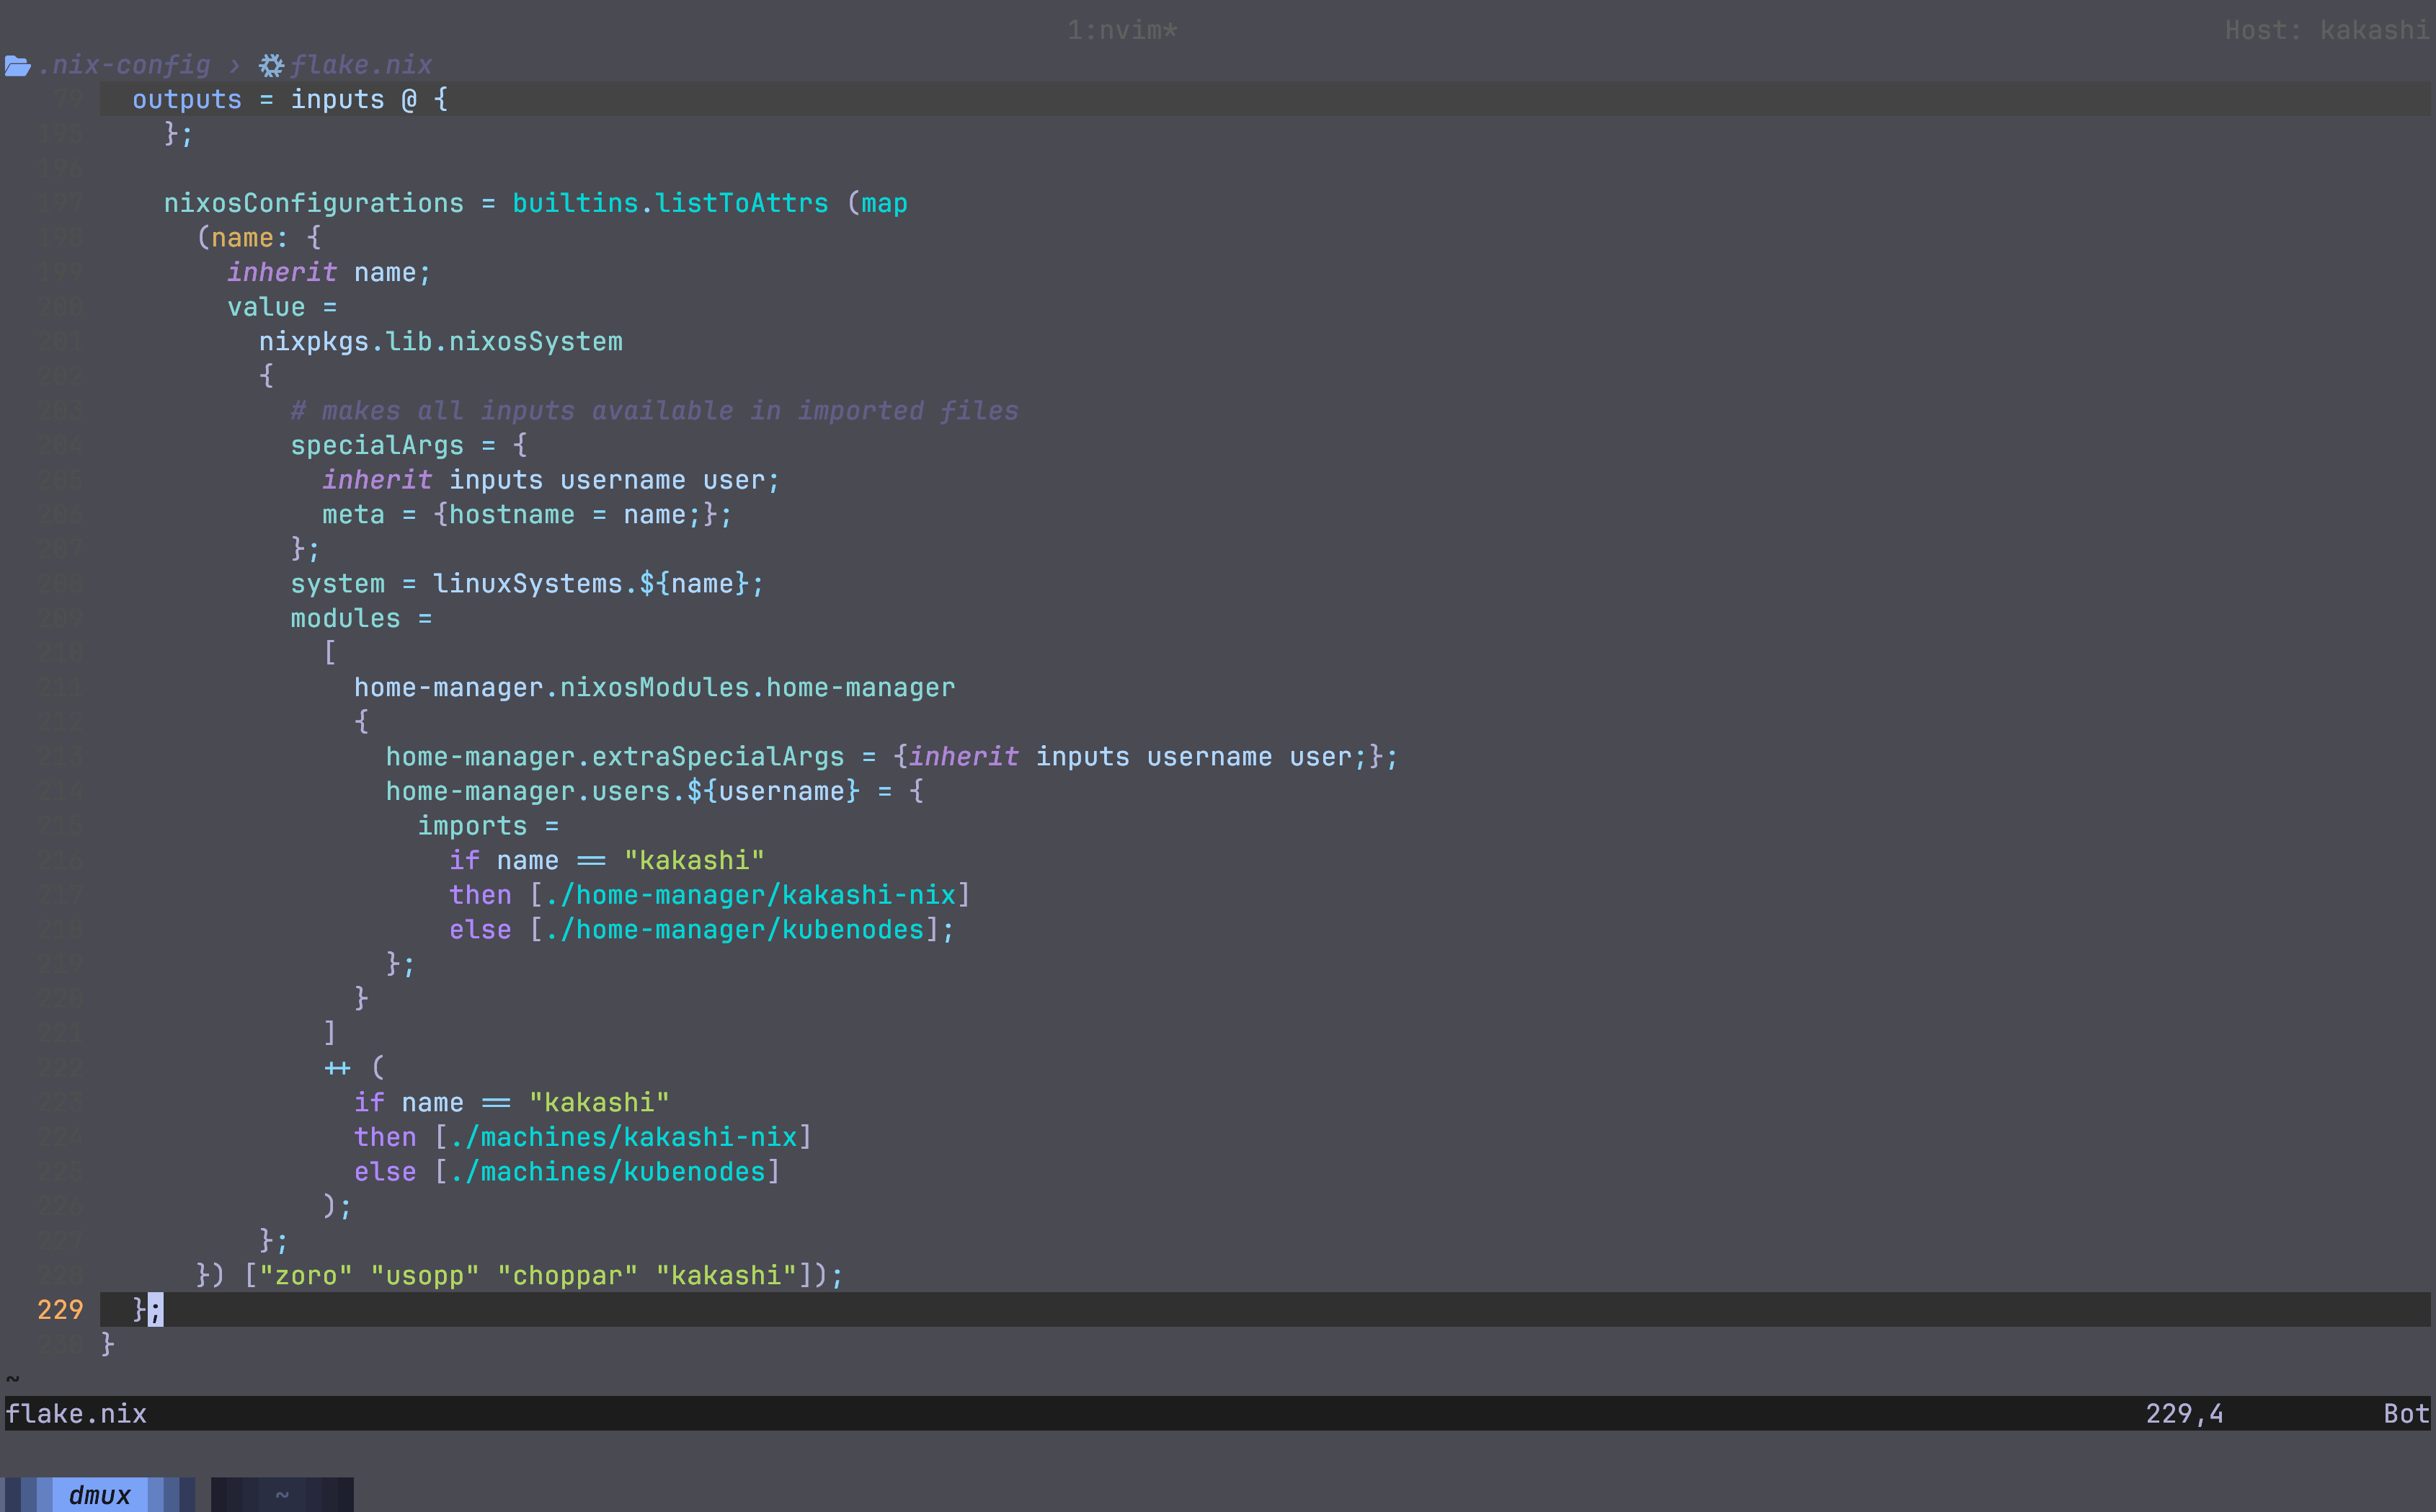 1:nvim* Host: kakashi
.nix-config › flake.nix
79 outputs = inputs @ {
195 };
196
197 nixosConfigurations = builtins.listToAttrs (map
198 (name: {
199 inherit name;
200 value =
201 nixpkgs.lib.nixosSystem
202 {
203 # makes all inputs available in imported files
204 specialArgs = {
205 inherit inputs username user;
206 meta = {hostname = name;};
207 };
208 system = linuxSystems.${name};
209 modules =
210 [
211 home-manager.nixosModules.home-manager
212 {
213 home-manager.extraSpecialArgs = {inherit inputs username user;};
214 home-manager.users.${username} = {
215 imports =
216 if name == "kakashi"
217 then [./home-manager/kakashi-nix]
218 else [./home-manager/kubenodes];
219 };
220 }
221 ]
222 ++ (
223 if name == "kakashi"
224 then [./machines/kakashi-nix]
225 else [./machines/kubenodes]
226 );
227 };
228 }) ["zoro" "usopp" "choppar" "kakashi"]);
229 };
230 }
~
flake.nix 229,4 Bot
dmux ~